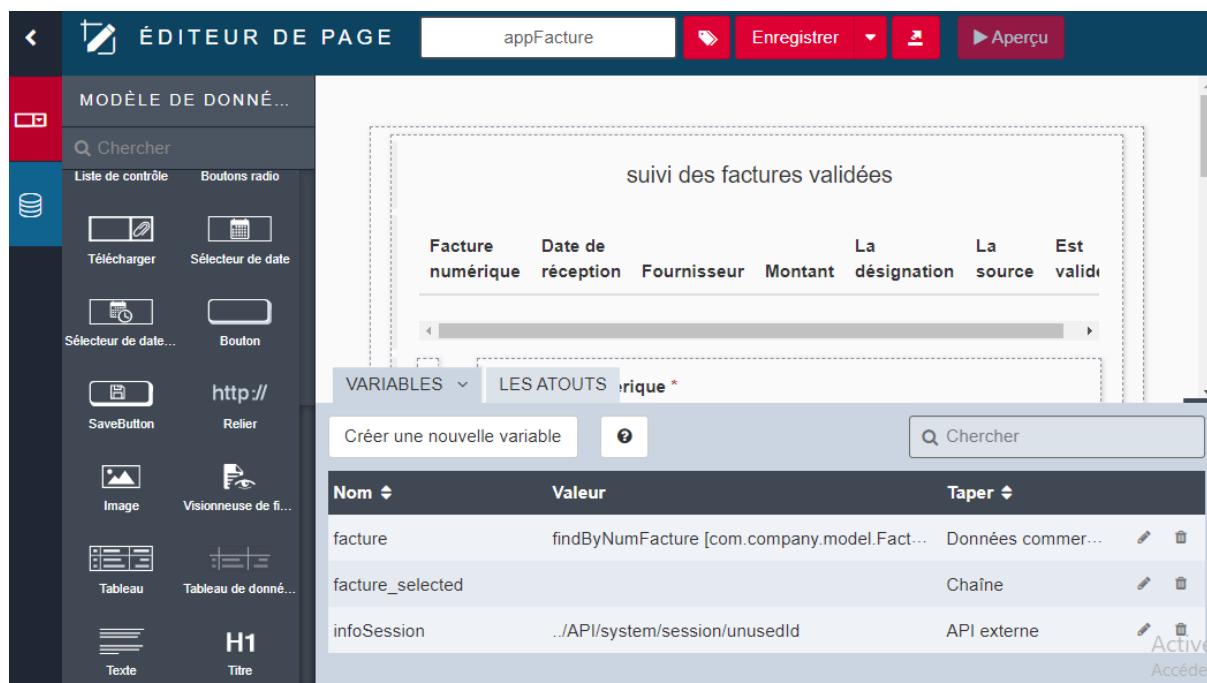 ÉDITEUR DE PAGE
appFacture
Enregistrer
Aperçu
MODÈLE DE DONNÉ...
Chercher
Liste de contrôle Boutons radio
Télécharger Sélecteur de date
Sélecteur de date... Bouton
http://
SaveButton Relier
Image Visionneuse de fi...
Tableau Tableau de donné...
H1
Texte Titre
suivi des factures validées
Facture numérique
Date de réception
Fournisseur
Montant
La désignation
La source
Est valide
VARIABLES LES ATOUTS rique *
Créer une nouvelle variable
?
Chercher
Nom Valeur Taper
facture findByNumFacture [com.company.model.Fact... Données commer...
facture_selected Chaîne
infoSession ../API/system/session/unusedId API externe
Active
Accéde